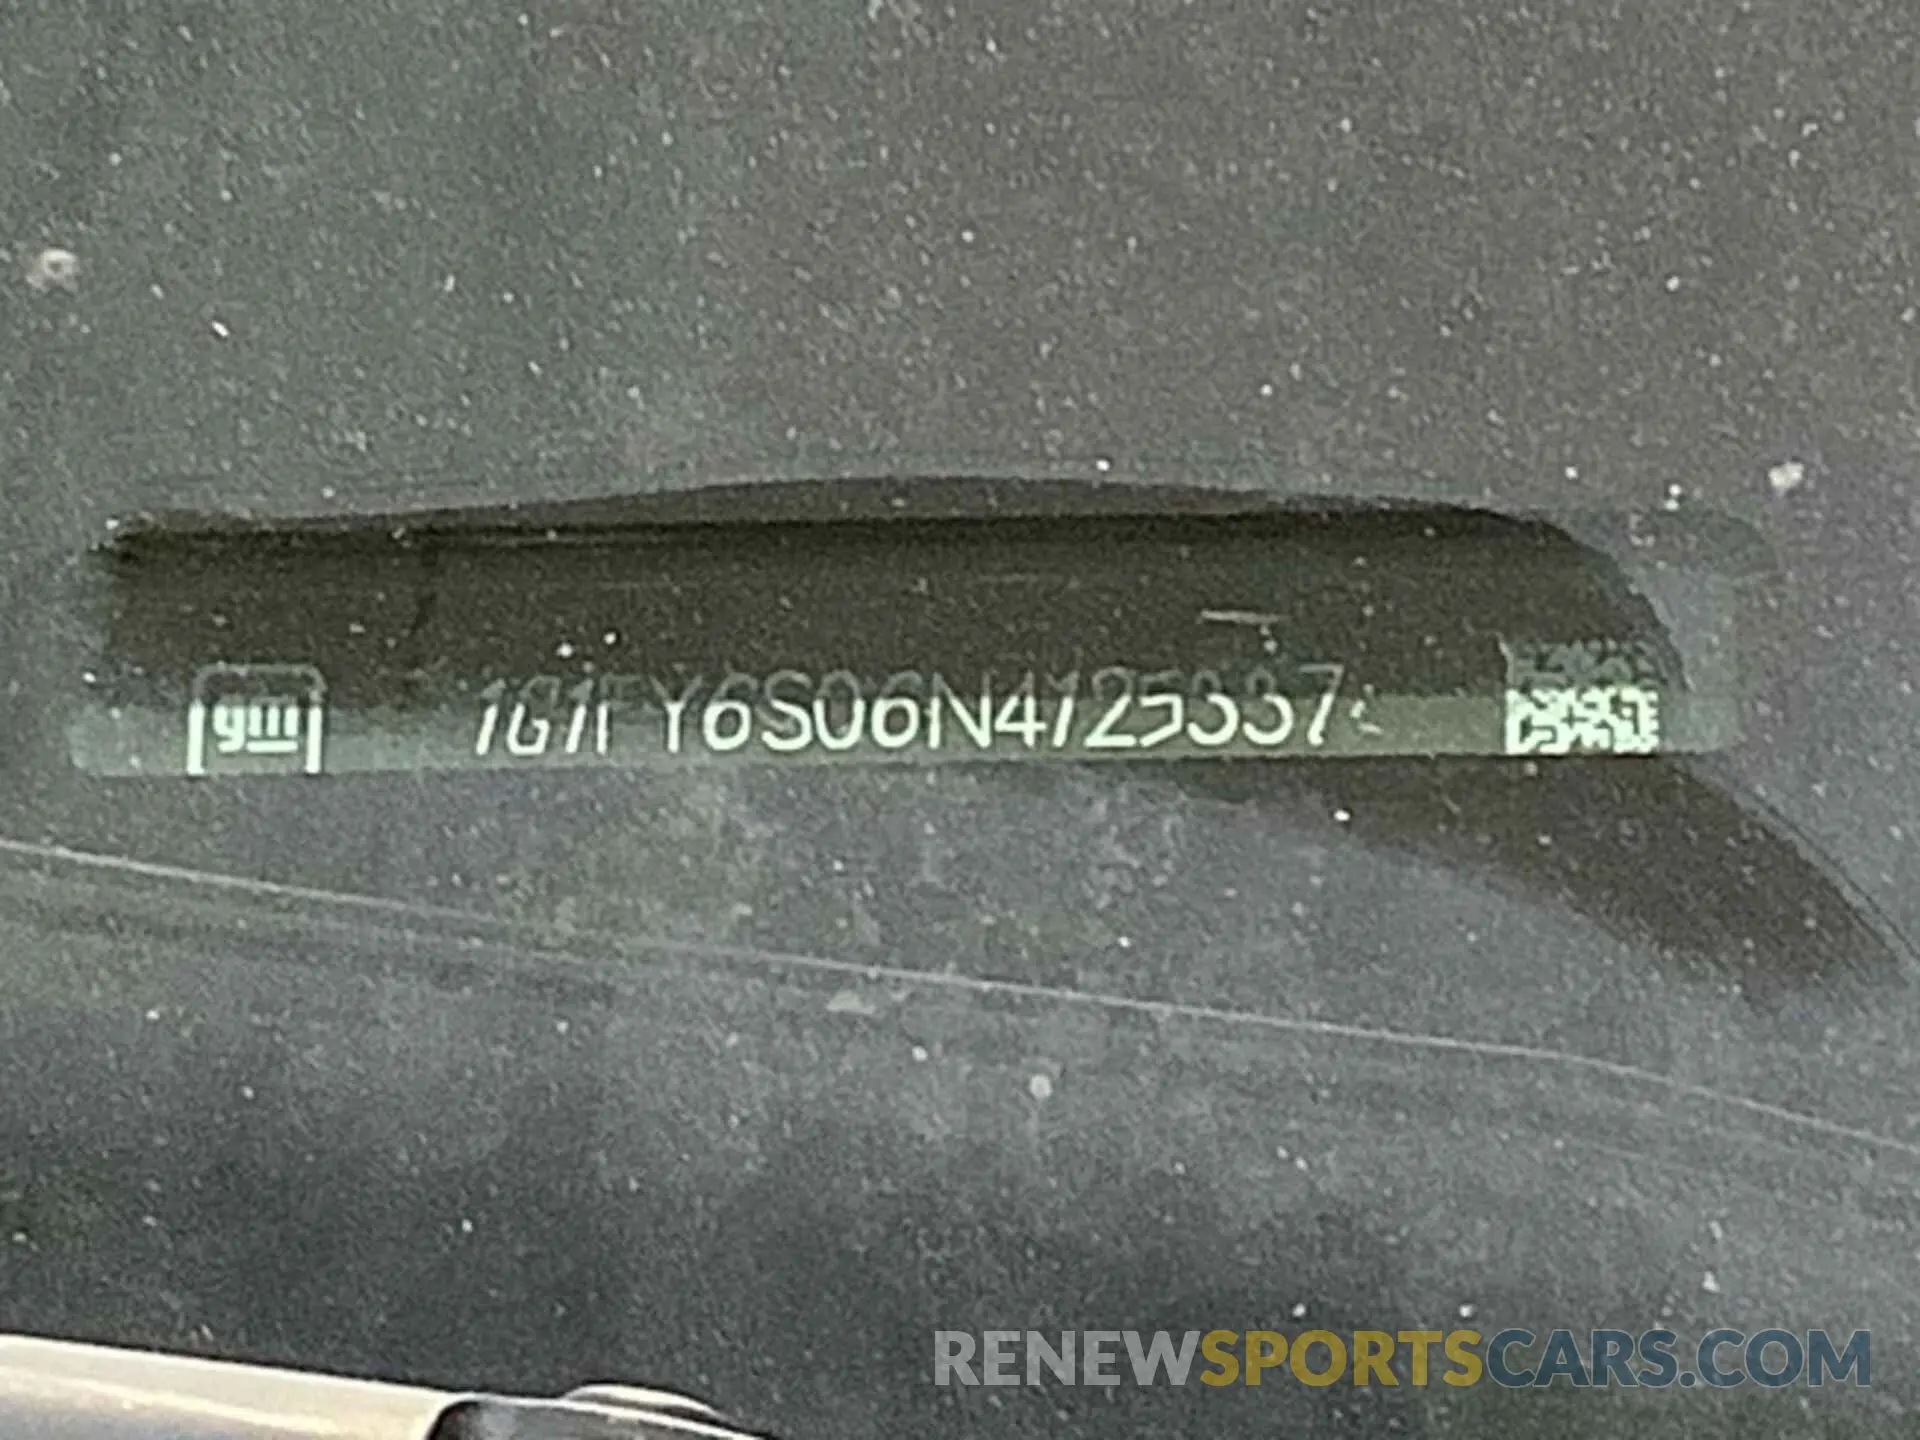 gm 1G1FY6S06N4125337
RENEWSPORTSCARS.COM